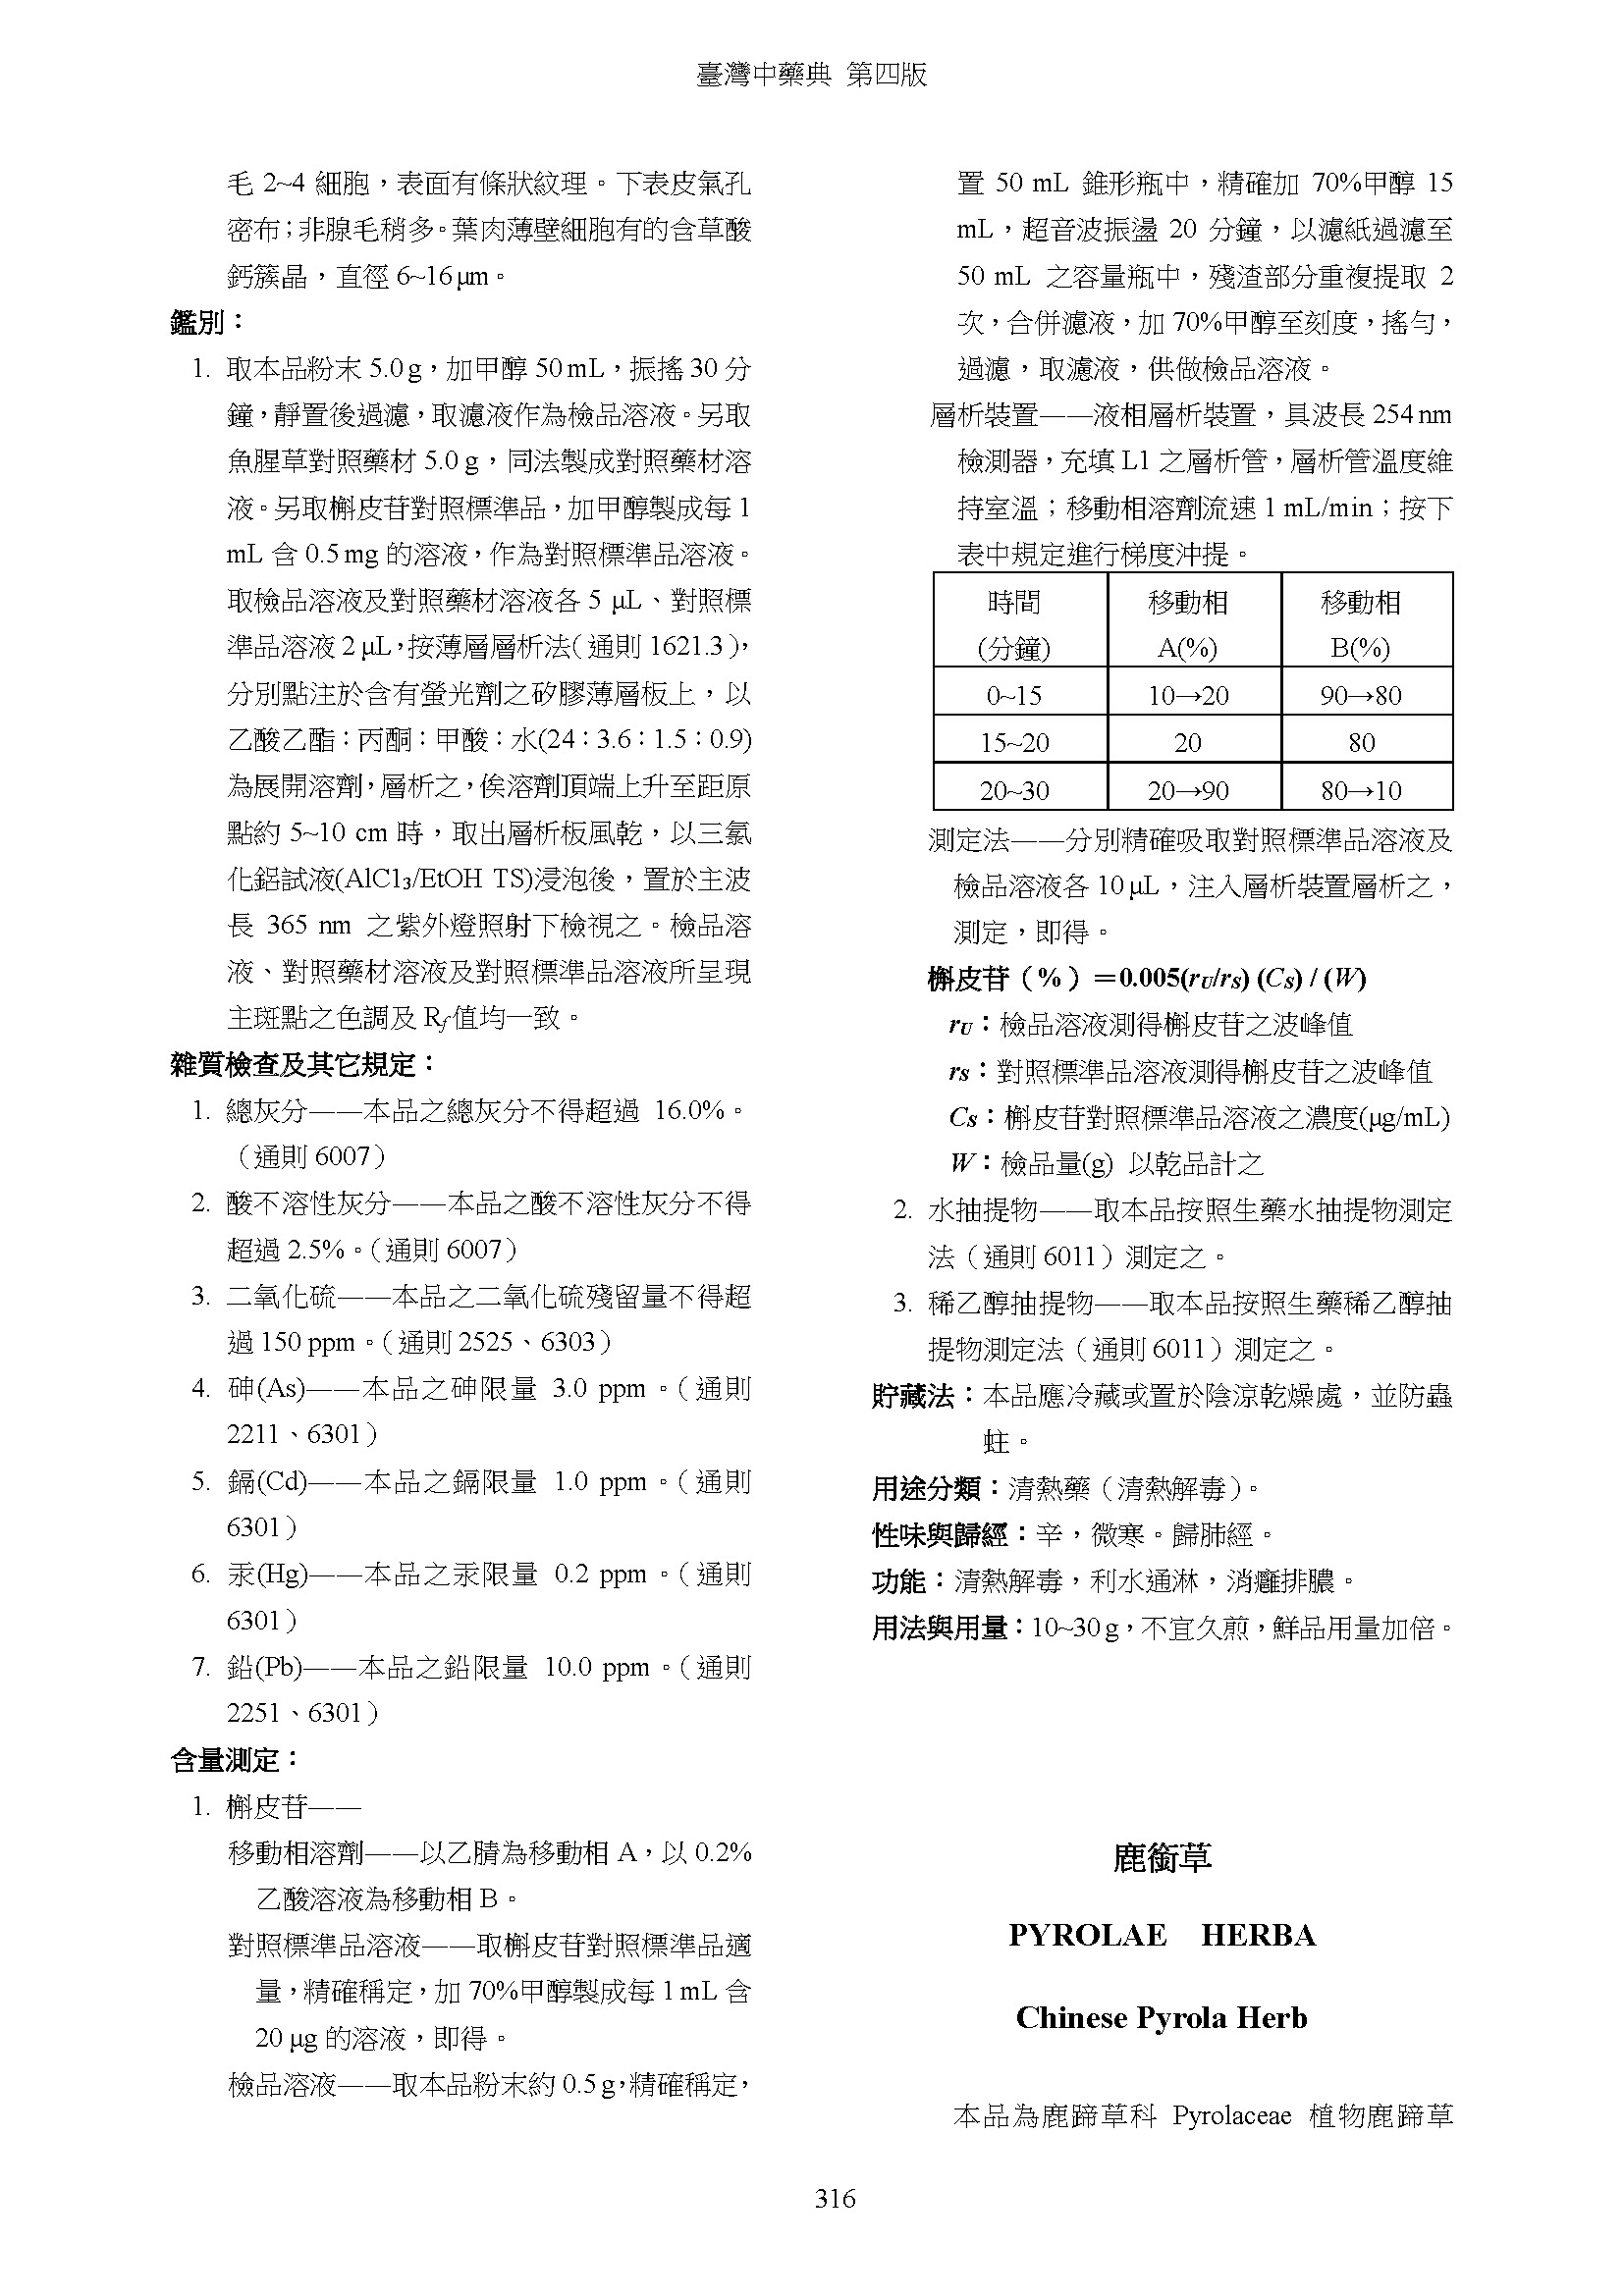 臺灣中藥典 第四版
毛 2~4 細胞，表面有條狀紋理。下表皮氣孔
密布；非腺毛稍多。葉肉薄壁細胞有的含草酸
鈣簇晶，直徑 6~16 μm。
鑑別：
1. 取本品粉末 5.0 g，加甲醇 50 mL，振搖 30 分
鐘，靜置後過濾，取濾液作為檢品溶液。另取
魚腥草對照藥材 5.0 g，同法製成對照藥材溶
液。另取槲皮苷對照標準品，加甲醇製成每 1
mL 含 0.5 mg 的溶液，作為對照標準品溶液。
取檢品溶液及對照藥材溶液各 5 μL、對照標
準品溶液 2 μL，按薄層層析法（通則 1621.3），
分別點注於含有螢光劑之矽膠薄層板上，以
乙酸乙酯：丙酮：甲酸：水(24：3.6：1.5：0.9)
為展開溶劑，層析之，俟溶劑頂端上升至距原
點約 5~10 cm 時，取出層析板風乾，以三氯
化鋁試液(AlCl₃/EtOH TS)浸泡後，置於主波
長 365 nm 之紫外燈照射下檢視之。檢品溶
液、對照藥材溶液及對照標準品溶液所呈現
主斑點之色調及 Rf 值均一致。
雜質檢查及其它規定：
1. 總灰分——本品之總灰分不得超過 16.0%。
（通則 6007）
2. 酸不溶性灰分——本品之酸不溶性灰分不得
超過 2.5%。（通則 6007）
3. 二氧化硫——本品之二氧化硫殘留量不得超
過 150 ppm。（通則 2525、6303）
4. 砷(As)——本品之砷限量 3.0 ppm。（通則
2211、6301）
5. 鎘(Cd)——本品之鎘限量 1.0 ppm。（通則
6301）
6. 汞(Hg)——本品之汞限量 0.2 ppm。（通則
6301）
7. 鉛(Pb)——本品之鉛限量 10.0 ppm。（通則
2251、6301）
含量測定：
1. 槲皮苷——
移動相溶劑——以乙腈為移動相 A，以 0.2%
乙酸溶液為移動相 B。
對照標準品溶液——取槲皮苷對照標準品適
量，精確稱定，加 70%甲醇製成每 1 mL 含
20 μg 的溶液，即得。
檢品溶液——取本品粉末約 0.5 g，精確稱定，
置 50 mL 錐形瓶中，精確加 70%甲醇 15
mL，超音波振盪 20 分鐘，以濾紙過濾至
50 mL 之容量瓶中，殘渣部分重複提取 2
次，合併濾液，加 70%甲醇至刻度，搖勻，
過濾，取濾液，供做檢品溶液。
層析裝置——液相層析裝置，具波長 254 nm
檢測器，充填 L1 之層析管，層析管溫度維
持室溫；移動相溶劑流速 1 mL/min；按下
表中規定進行梯度沖提。
時間 移動相 移動相
(分鐘) A(%) B(%)
0~15 10→20 90→80
15~20 20 80
20~30 20→90 80→10
測定法——分別精確吸取對照標準品溶液及
檢品溶液各 10 μL，注入層析裝置層析之，
測定，即得。
槲皮苷（%）＝0.005(rU/rS) (CS) / (W)
rU：檢品溶液測得槲皮苷之波峰值
rS：對照標準品溶液測得槲皮苷之波峰值
CS：槲皮苷對照標準品溶液之濃度(μg/mL)
W：檢品量(g) 以乾品計之
2. 水抽提物——取本品按照生藥水抽提物測定
法（通則 6011）測定之。
3. 稀乙醇抽提物——取本品按照生藥稀乙醇抽
提物測定法（通則 6011）測定之。
貯藏法：本品應冷藏或置於陰涼乾燥處，並防蟲
蛀。
用途分類：清熱藥（清熱解毒）。
性味與歸經：辛，微寒。歸肺經。
功能：清熱解毒，利水通淋，消癰排膿。
用法與用量：10~30 g，不宜久煎，鮮品用量加倍。
鹿銜草
PYROLAE HERBA
Chinese Pyrola Herb
本品為鹿蹄草科 Pyrolaceae 植物鹿蹄草
316